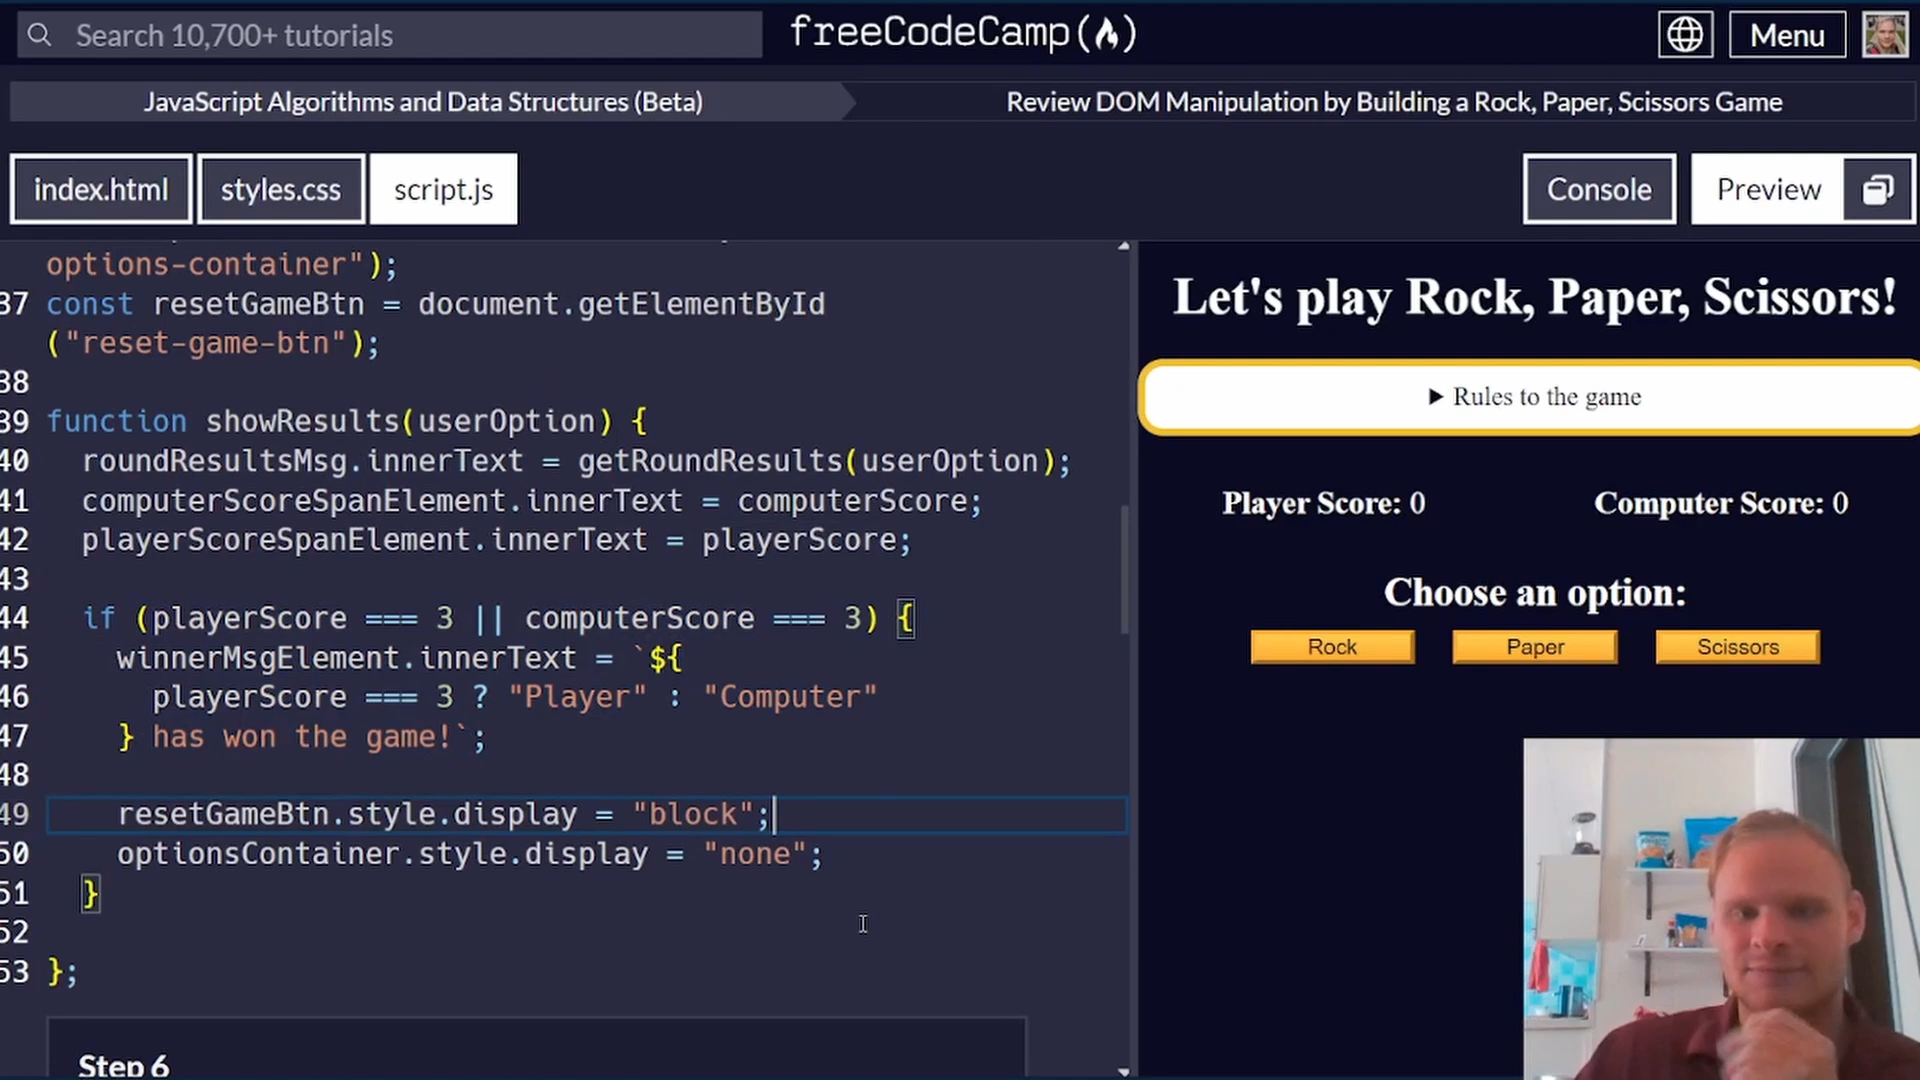 Search 10,700+ tutorials
freeCodeCamp(🔥)
Menu
JavaScript Algorithms and Data Structures (Beta)
Review DOM Manipulation by Building a Rock, Paper, Scissors Game
index.html
styles.css
script.js
Console
Preview
options-container");
37 const resetGameBtn = document.getElementById
("reset-game-btn");
38
39 function showResults(userOption) {
40 roundResultsMsg.innerText = getRoundResults(userOption);
41 computerScoreSpanElement.innerText = computerScore;
42 playerScoreSpanElement.innerText = playerScore;
43
44 if (playerScore === 3 || computerScore === 3) {
45 winnerMsgElement.innerText = `${
46 playerScore === 3 ? "Player" : "Computer"
47 } has won the game!`;
48
49 resetGameBtn.style.display = "block";
50 optionsContainer.style.display = "none";
51 }
52
53 };
Step 6
Let's play Rock, Paper, Scissors!
▶ Rules to the game
Player Score: 0
Computer Score: 0
Choose an option:
Rock
Paper
Scissors